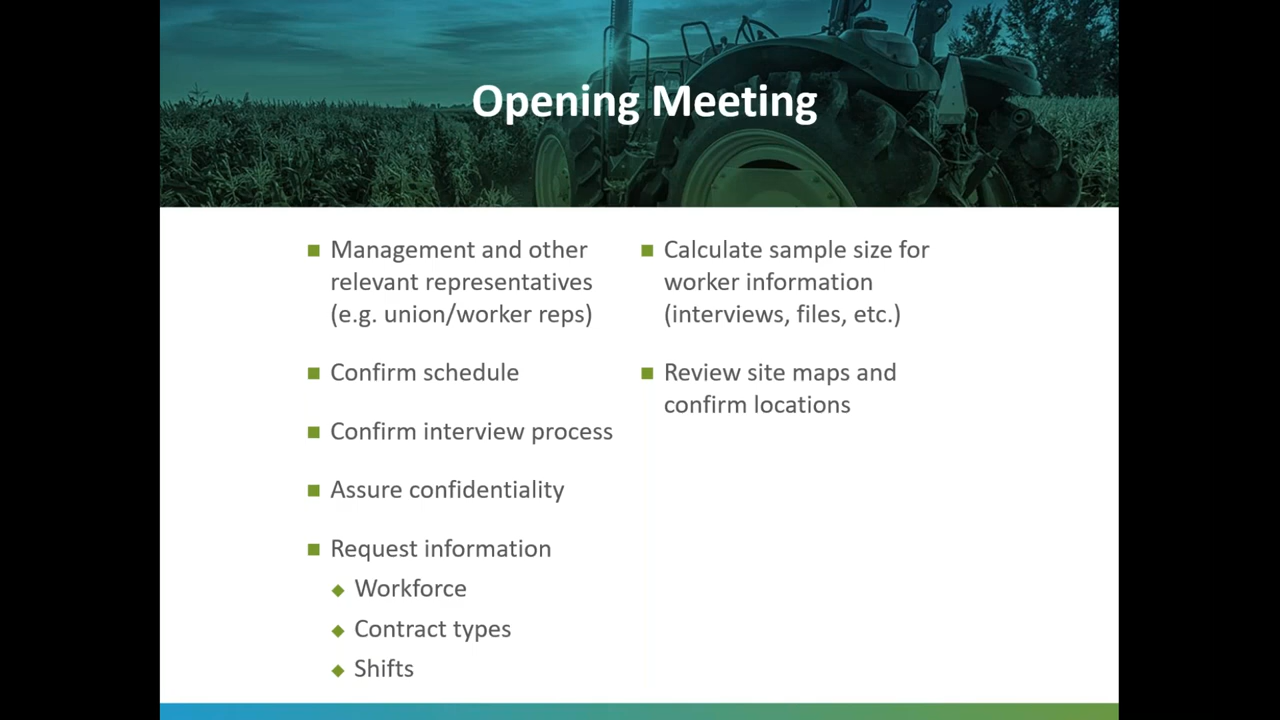 Opening Meeting
Management and other
relevant representatives
(e.g. union/worker reps)
Confirm schedule
Confirm interview process
Assure confidentiality
Request information
Workforce
Contract types
Shifts
Calculate sample size for
worker information
(interviews, files, etc.)
Review site maps and
confirm locations